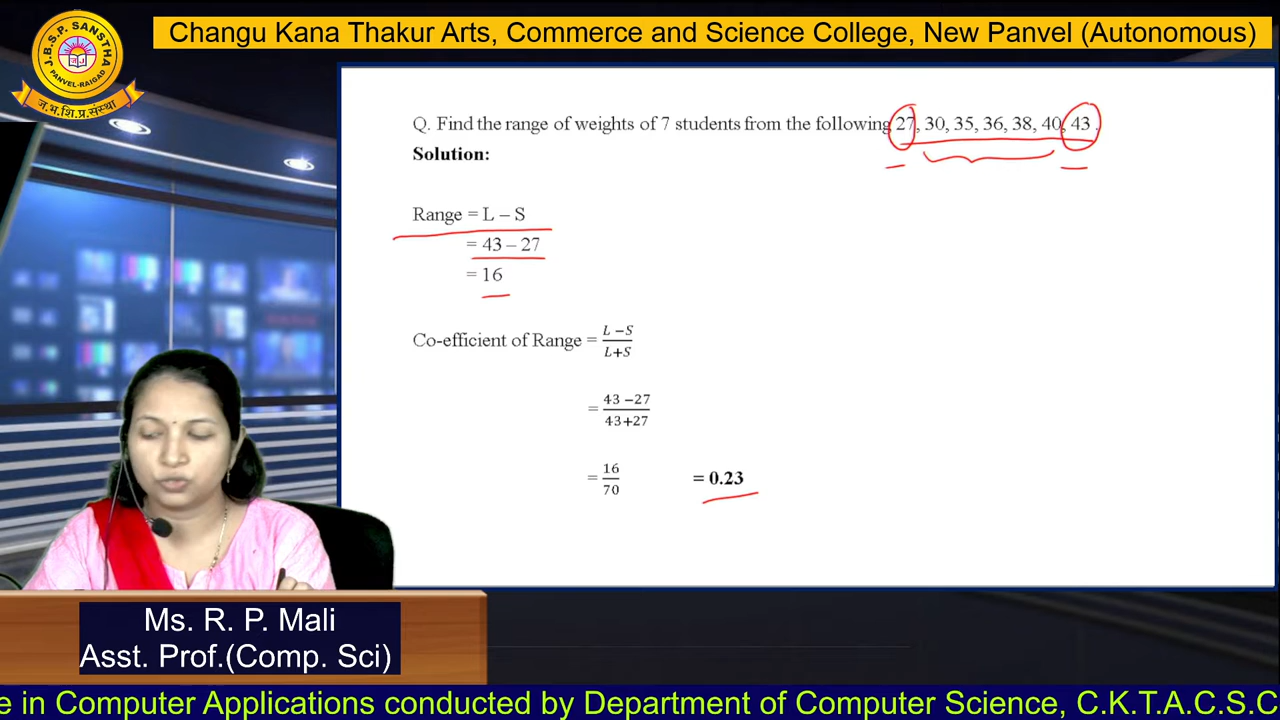 J.B.S.P. SANSTHA
PANVEL-RAIGAD
ज.भ.शि.प्र.संस्था
Changu Kana Thakur Arts, Commerce and Science College, New Panvel (Autonomous)
Q. Find the range of weights of 7 students from the following 27, 30, 35, 36, 38, 40, 43 .
Solution:
Range = L – S
= 43 – 27
= 16
Co-efficient of Range = L −S / L+S
= 43 −27 / 43+27
= 16 / 70 = 0.23
Ms. R. P. Mali
Asst. Prof.(Comp. Sci)
e in Computer Applications conducted by Department of Computer Science, C.K.T.A.C.S.C